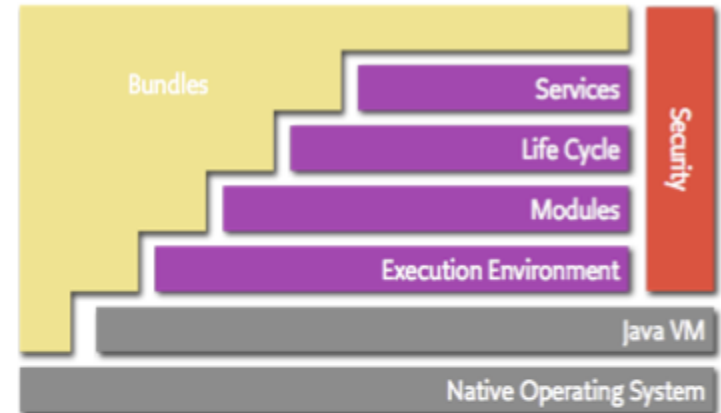 Bundles
Services
Life Cycle
Modules
Execution Environment
Security
Java VM
Native Operating System